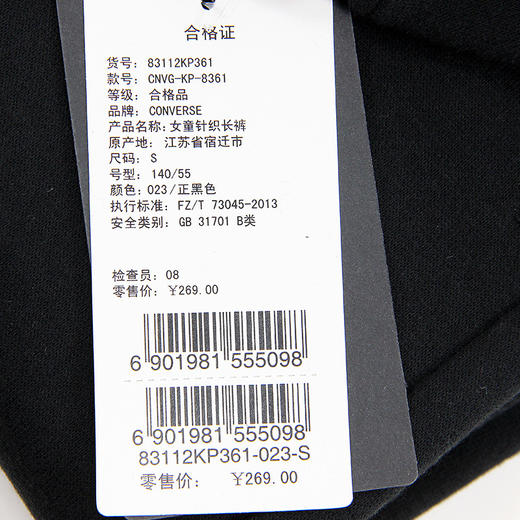 合格证
货号: 83112KP361
款号: CNVG-KP-8361
等级: 合格品
品牌: CONVERSE
产品名称: 女童针织长裤
原产地: 江苏省宿迁市
尺码: S
号型: 140/55
颜色: 023/正黑色
执行标准: FZ/T 73045-2013
安全类别: GB 31701 B类
检查员: 08
零售价: ¥269.00
6 901981 555098
6 901981 555098
83112KP361-023-S
零售价: ¥269.00